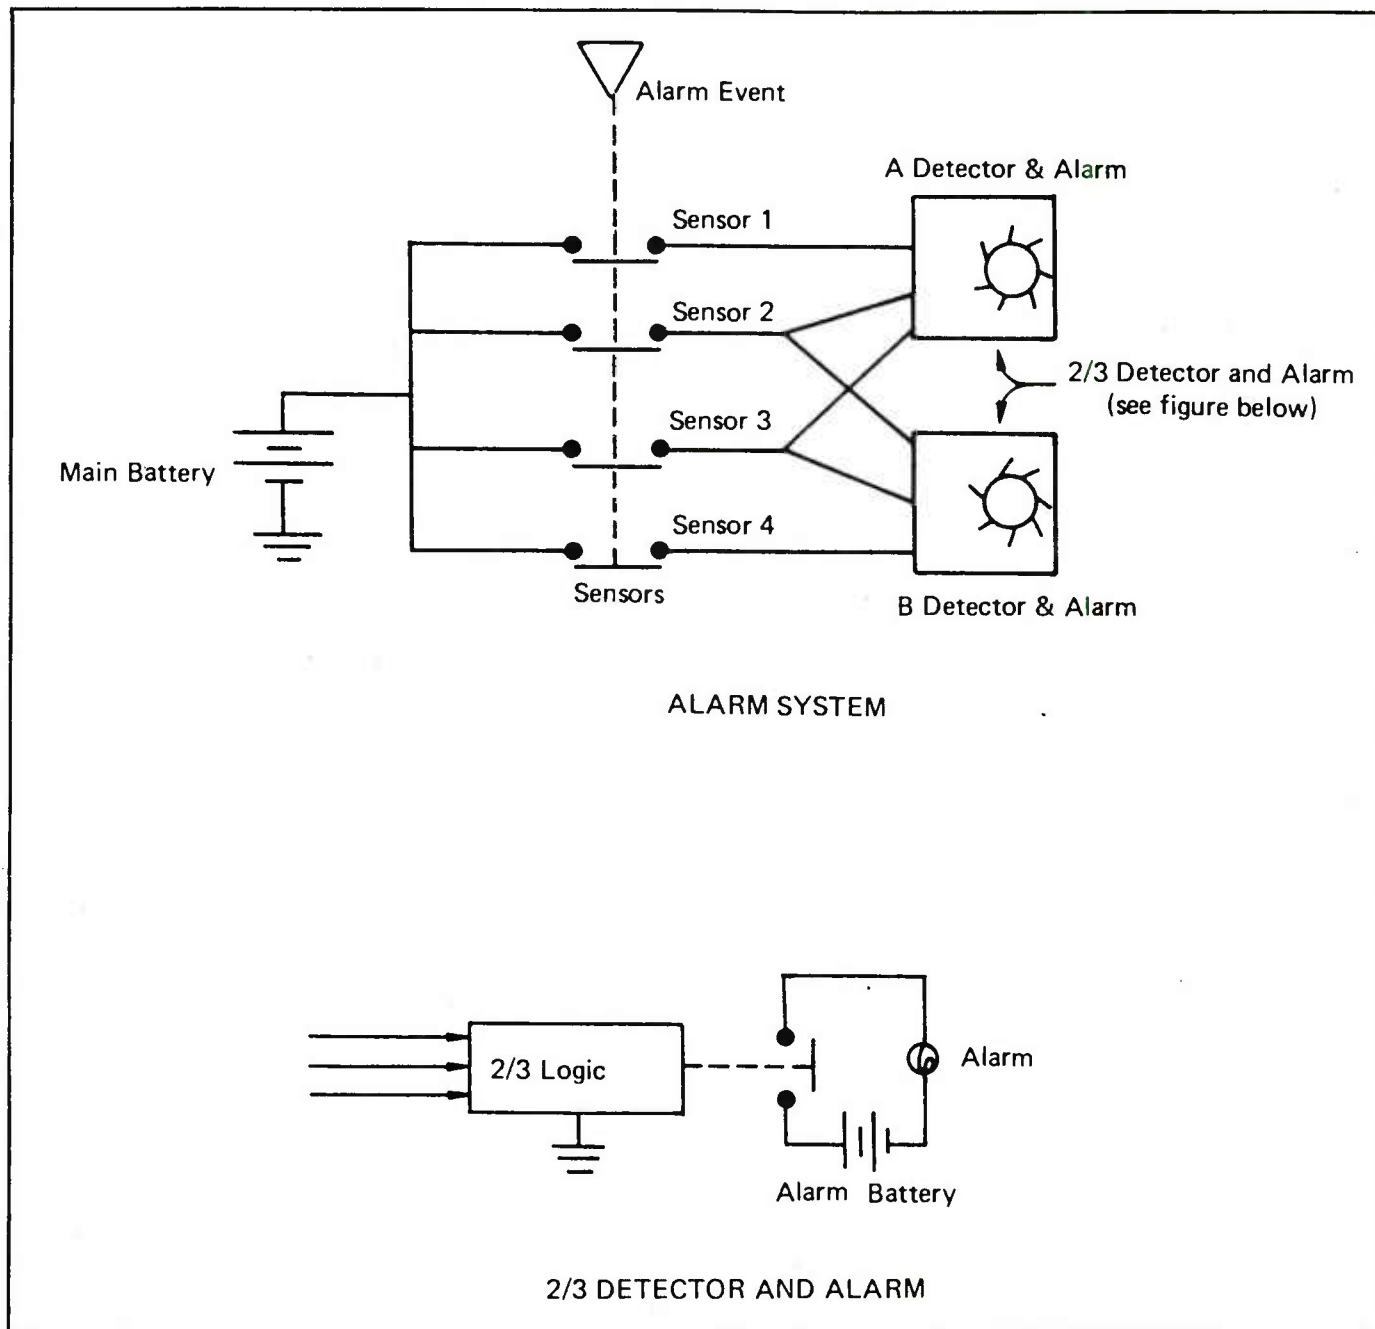 Alarm Event
A Detector & Alarm
Sensor 1
Sensor 2
2/3 Detector and Alarm
(see figure below)
Sensor 3
Main Battery
Sensor 4
Sensors
B Detector & Alarm
ALARM SYSTEM
2/3 Logic
Alarm
Alarm Battery
2/3 DETECTOR AND ALARM